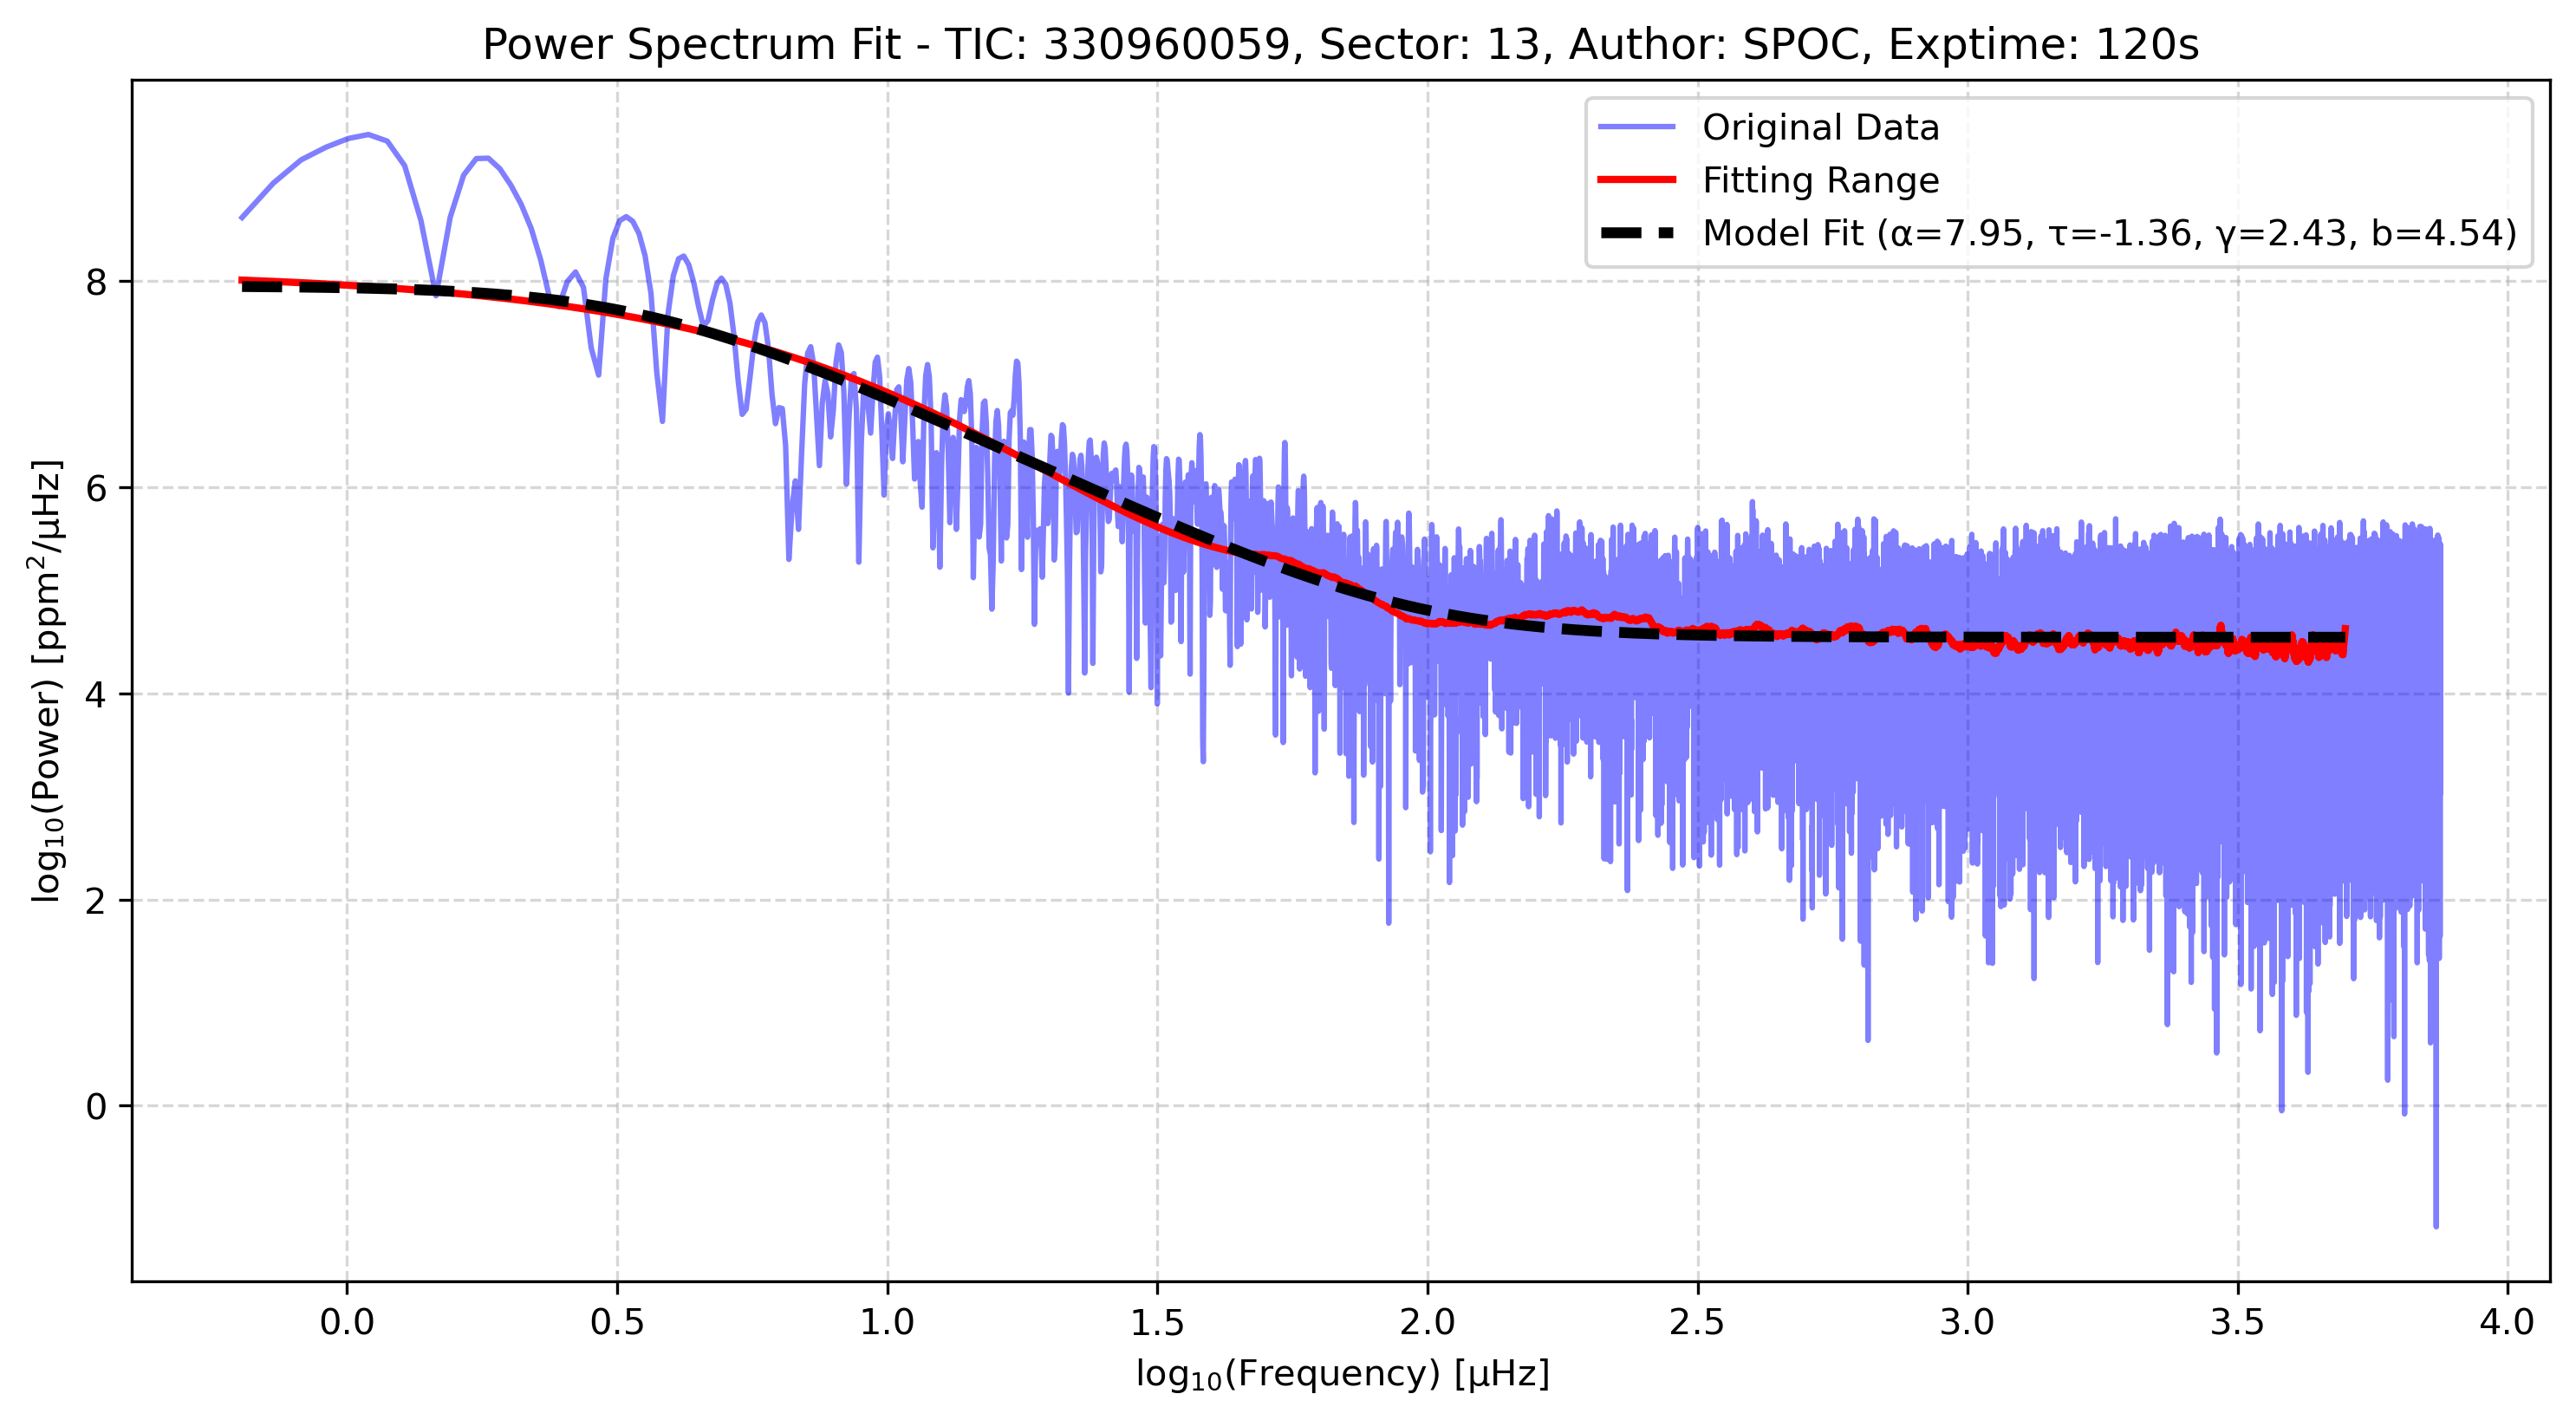 Power Spectrum Fit - TIC: 330960059, Sector: 13, Author: SPOC, Exptime: 120s
Original Data
Fitting Range
Model Fit (α=7.95, τ=-1.36, γ=2.43, b=4.54)
log₁₀(Power) [ppm²/μHz]
8
6
4
2
0
0.0 0.5 1.0 1.5 2.0 2.5 3.0 3.5 4.0
log₁₀(Frequency) [μHz]